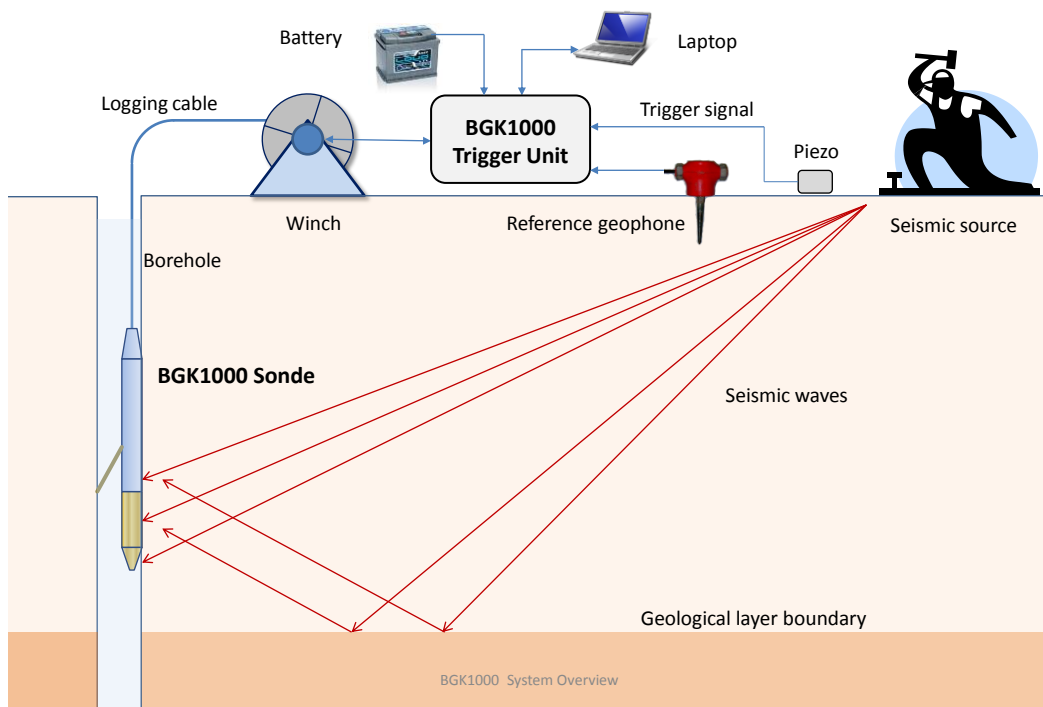 Battery
Laptop
Logging cable
BGK1000
Trigger Unit
Trigger signal
Piezo
Winch
Reference geophone
Seismic source
Borehole
BGK1000 Sonde
Seismic waves
Geological layer boundary
BGK1000 System Overview